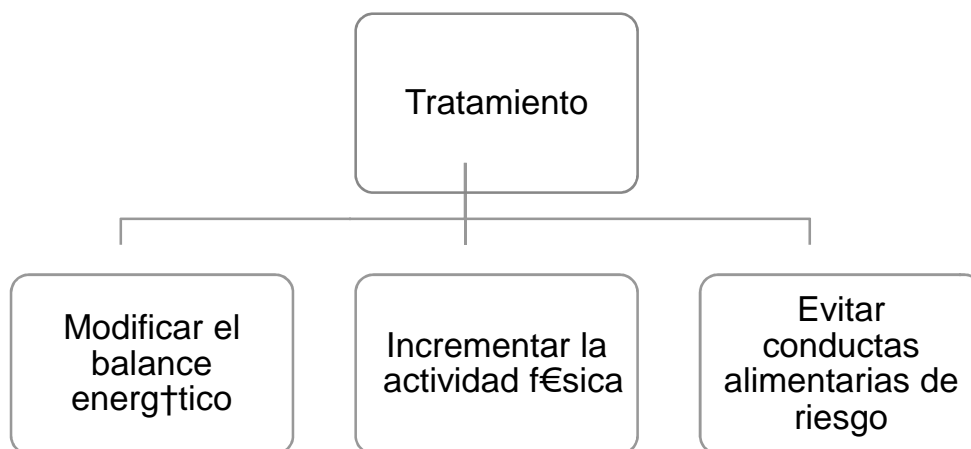 Tratamiento
Modificar el
balance
energ†tico
Incrementar la
actividad f€sica
Evitar
conductas
alimentarias de
riesgo